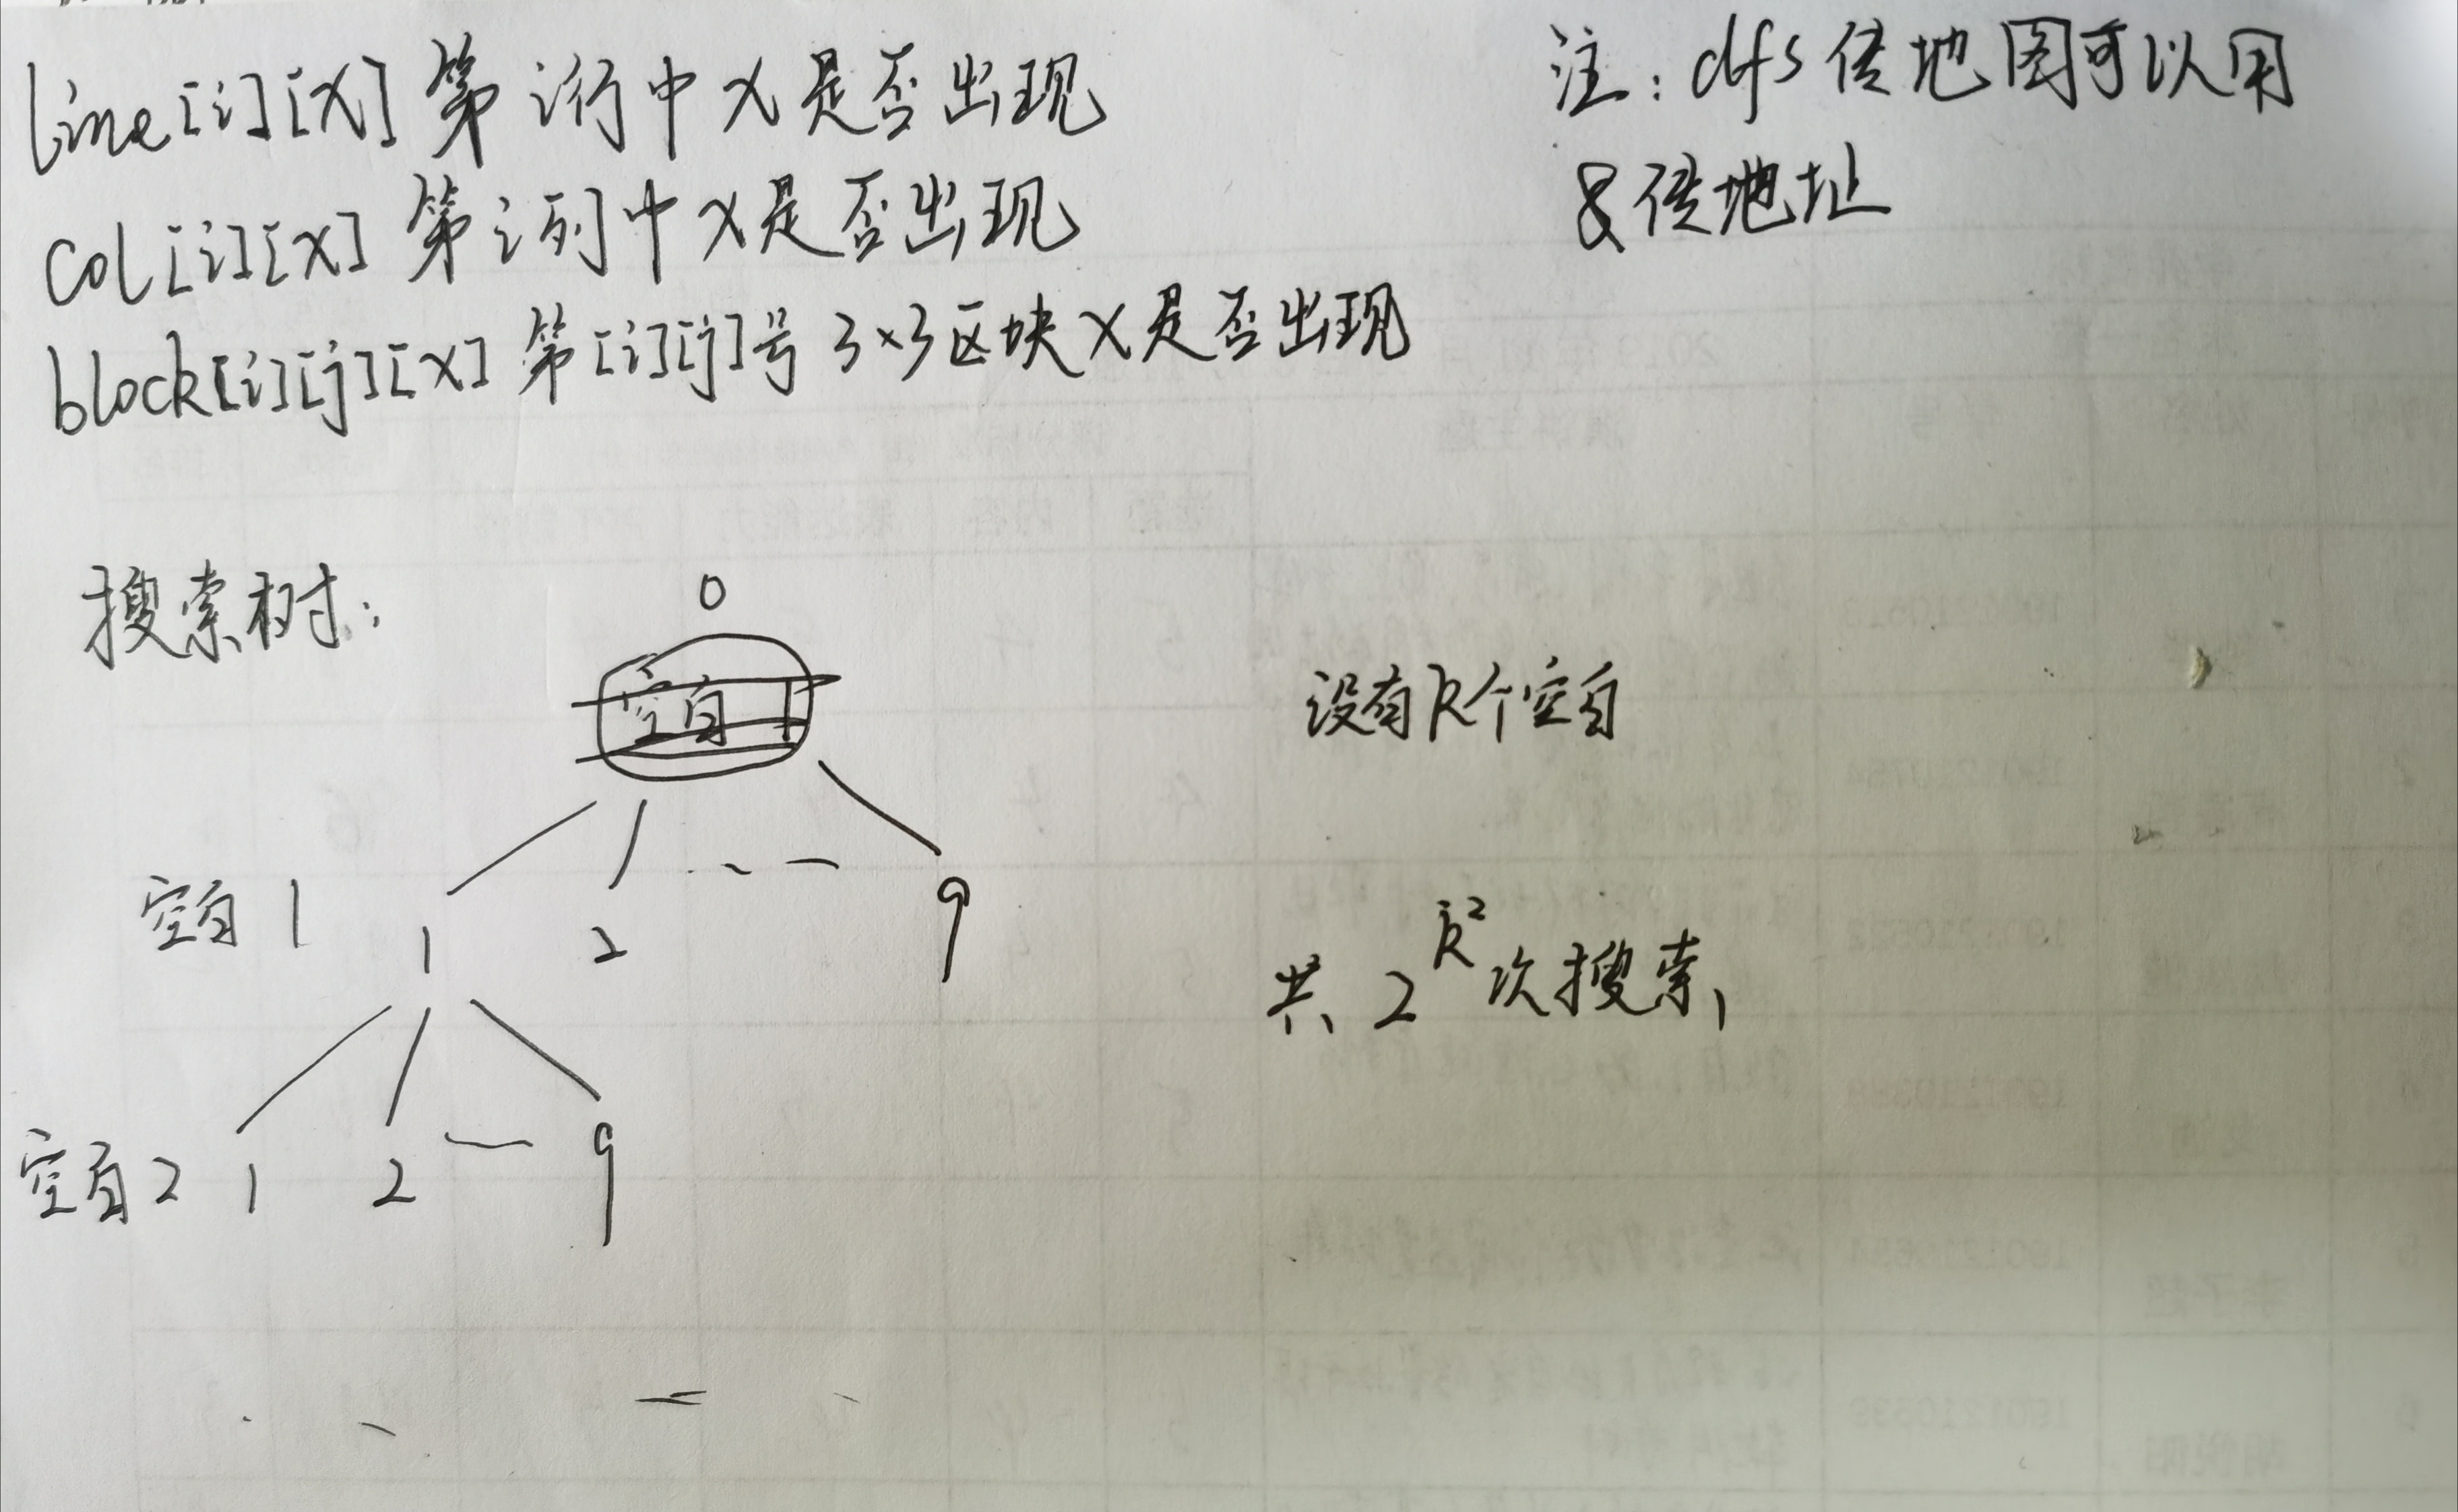 line[i][x] 第i行中x是否出现
col[i][x] 第i列中x是否出现
block[i][j][x] 第[i][j]号3×3区块x是否出现
注:dfs传地图可以用
&传地址
搜索树:
0
空白1
没有k个空白
空白1 1 2 9
共2^k^2次搜索,
空白2 1 2 9